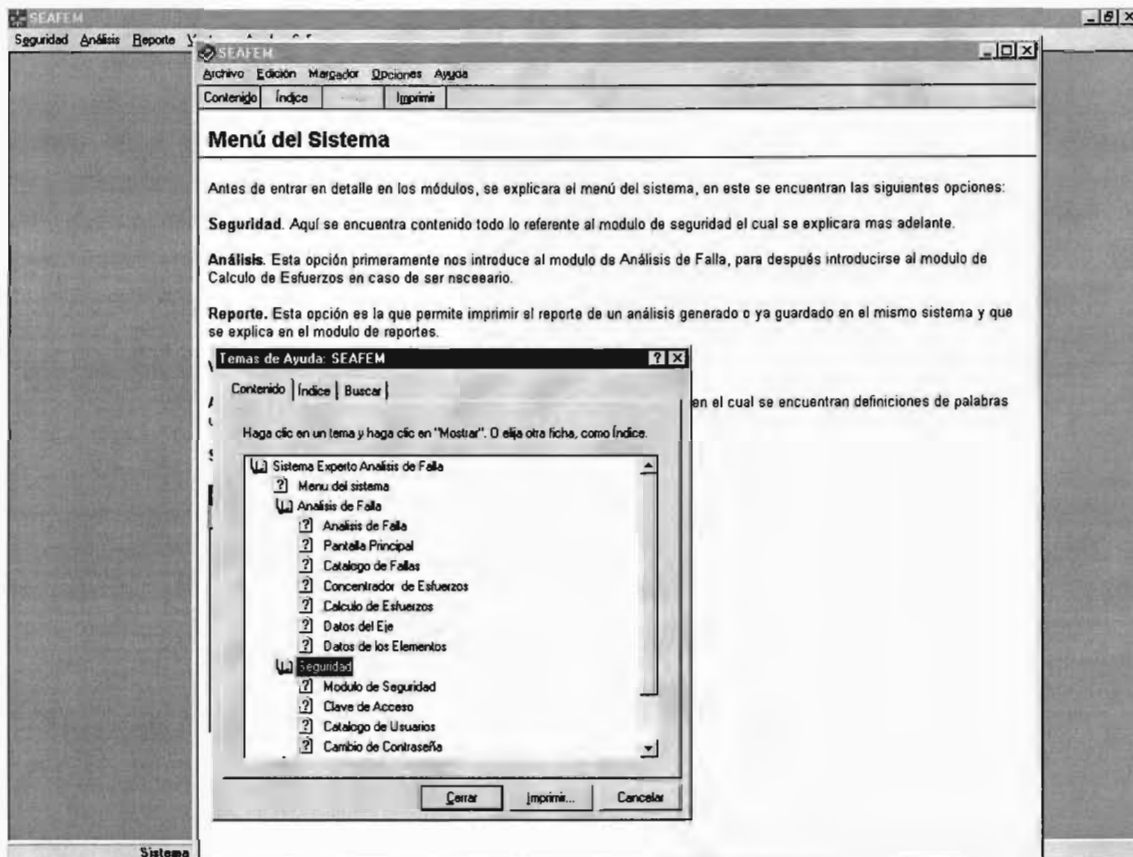 SEAFEM
Seguridad Análisis Reporte
SEAFEM
Archivo Edición Marcador Opciones Ayuda
Contenido Índice Imprimir
Menú del Sistema
Antes de entrar en detalle en los módulos, se explicara el menú del sistema, en este se encuentran las siguientes opciones:
Seguridad. Aquí se encuentra contenido todo lo referente al modulo de seguridad el cual se explicara mas adelante.
Análisis. Esta opción primeramente nos introduce al modulo de Análisis de Falla, para después introducirse al modulo de
Calculo de Esfuerzos en caso de ser necesario.
Reporte. Esta opción es la que permite imprimir el reporte de un análisis generado o ya guardado en el mismo sistema y que
se explica en el modulo de reportes.
en el cual se encuentran definiciones de palabras
Temas de Ayuda: SEAFEM
Contenido Índice Buscar
Haga clic en un tema y haga clic en "Mostrar". O elija otra ficha, como Índice.
Sistema Experto Analisis de Falla
Menu del sistema
Analisis de Falla
Analisis de Falla
Pantalla Principal
Catalogo de Fallas
Concentrador de Esfuerzos
Calculo de Esfuerzos
Datos del Eje
Datos de los Elementos
Seguridad
Modulo de Seguridad
Clave de Acceso
Catalogo de Usuarios
Cambio de Contraseña
Cerrar Imprimir... Cancelar
Sistema